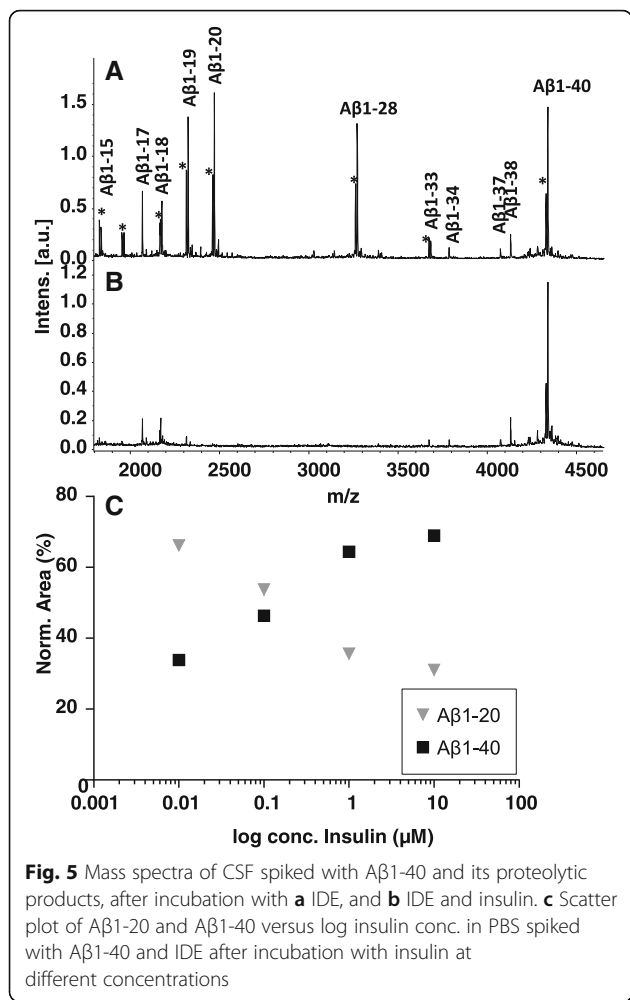 A
Aβ1-15
Aβ1-17
Aβ1-18
Aβ1-19
Aβ1-20
Aβ1-28
Aβ1-33
Aβ1-34
Aβ1-37
Aβ1-38
Aβ1-40
* * * * * * * *
1.5
1.0
0.5
0.0
Intens. [a.u.]
B
1.2
1.0
0.8
0.6
0.4
0.2
0.0
2000 2500 3000 3500 4000 4500
m/z
C
80
60
40
20
0
Norm. Area (%)
Aβ1-20
Aβ1-40
0.001 0.01 0.1 1 10 100
log conc. Insulin (µM)
Fig. 5 Mass spectra of CSF spiked with Aβ1-40 and its proteolytic
products, after incubation with a IDE, and b IDE and insulin. c Scatter
plot of Aβ1-20 and Aβ1-40 versus log insulin conc. in PBS spiked
with Aβ1-40 and IDE after incubation with insulin at
different concentrations